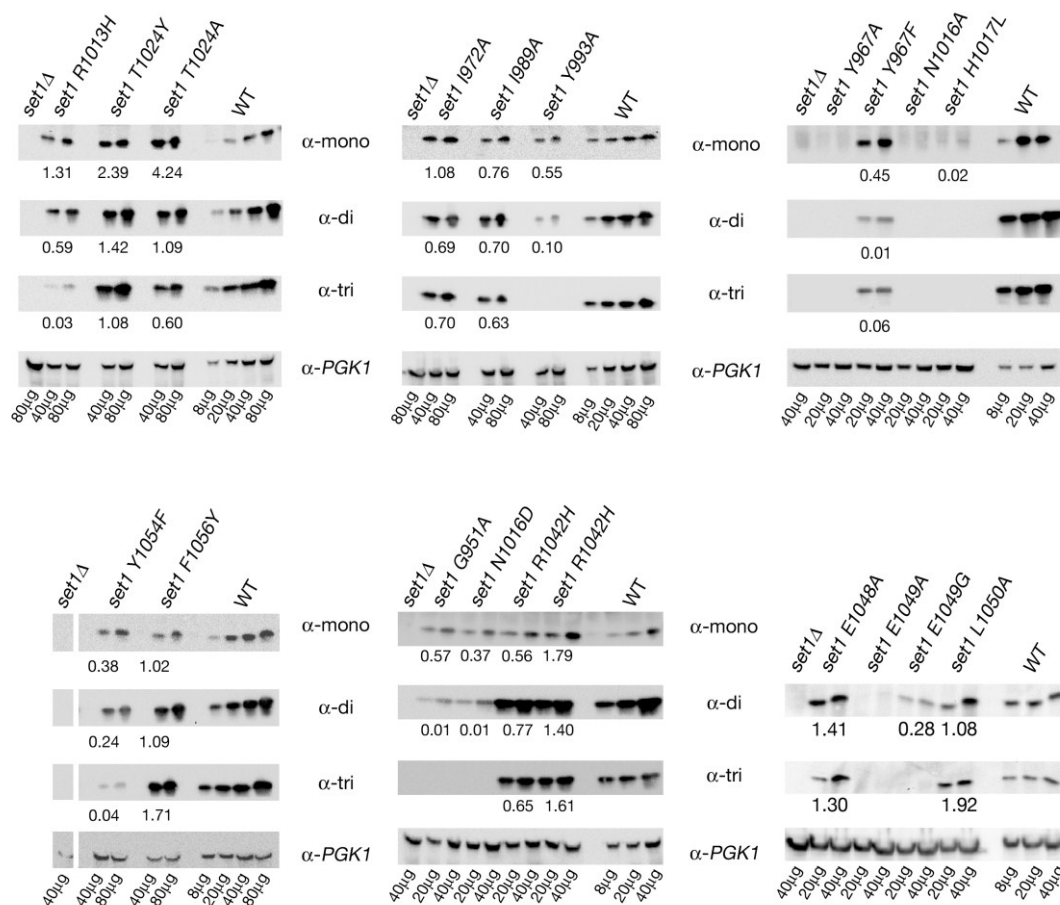 set1Δ set1 R1013H set1 T1024Y set1 T1024A WT
α-mono
1.31 2.39 4.24
α-di
0.59 1.42 1.09
α-tri
0.03 1.08 0.60
α-PGK1
80µg 40µg 80µg 40µg 80µg 40µg 80µg 8µg 20µg 40µg 80µg
set1Δ set1 I972A set1 I989A set1 Y993A WT
1.08 0.76 0.55
0.69 0.70 0.10
0.70 0.63
80µg 40µg 80µg 40µg 80µg 40µg 80µg 8µg 20µg 40µg 80µg
set1Δ set1 Y967A set1 Y967F set1 N1016A set1 H1017L WT
α-mono
0.45 0.02
α-di
0.01
α-tri
0.06
α-PGK1
40µg 20µg 40µg 20µg 40µg 20µg 40µg 20µg 40µg 8µg 20µg 40µg
set1Δ set1 Y1054F set1 F1056Y WT
α-mono
0.38 1.02
α-di
0.24 1.09
α-tri
0.04 1.71
α-PGK1
40µg 40µg 80µg 40µg 80µg 8µg 20µg 40µg 80µg
set1Δ set1 G951A set1 N1016D set1 R1042H set1 R1042H WT
α-mono
0.57 0.37 0.56 1.79
α-di
0.01 0.01 0.77 1.40
α-tri
0.65 1.61
α-PGK1
40µg 20µg 40µg 20µg 40µg 20µg 40µg 20µg 40µg 8µg 20µg 40µg
set1Δ set1 E1048A set1 E1049A set1 E1049G set1 L1050A WT
1.41 0.28 1.08
1.30 1.92
40µg 20µg 40µg 20µg 40µg 20µg 40µg 20µg 40µg 8µg 20µg 40µg